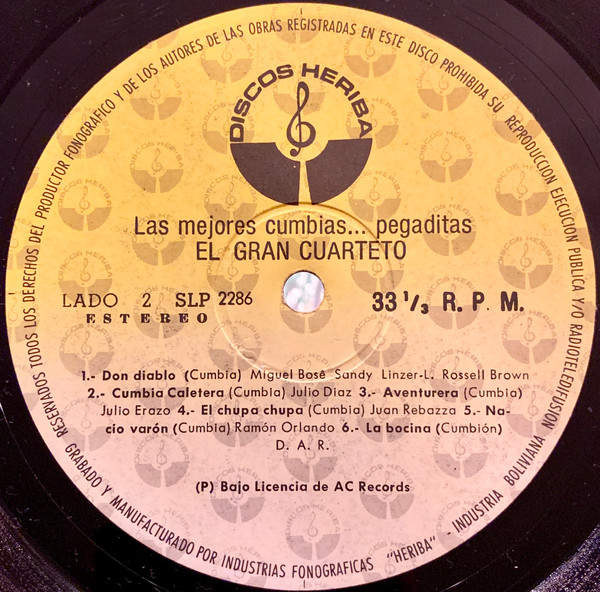 RESERVADOS TODOS LOS DERECHOS DEL PRODUCTOR FONOGRAFICO Y DE LOS AUTORES DE LAS OBRAS REGISTRADAS EN ESTE DISCO PROHIBIDA SU REPRODUCCION EJECUCION PUBLICA Y/O RADIOTELEDIFUSION
DISCOS HERIBA
Las mejores cumbias... pegaditas
EL GRAN CUARTETO
LADO 2 SLP 2286
33 1/3 R. P. M.
ESTEREO
1.- Don diablo (Cumbia) Miguel Bosê Sandy Linzer-L. Rossell Brown
2.- Cumbia Caletera (Cumbia) Julio Diaz 3.- Aventurera (Cumbia)
Julio Erazo 4.- El chupa chupa (Cumbia) Juan Rebazza 5.- Na-
cio varón (Cumbia) Ramón Orlando 6.- La bocina (Cumbión)
D. A. R.
(P) Bajo Licencia de AC Records
GRABADO Y MANUFACTURADO POR INDUSTRIAS FONOGRAFICAS "HERIBA" - INDUSTRIA BOLIVIANA